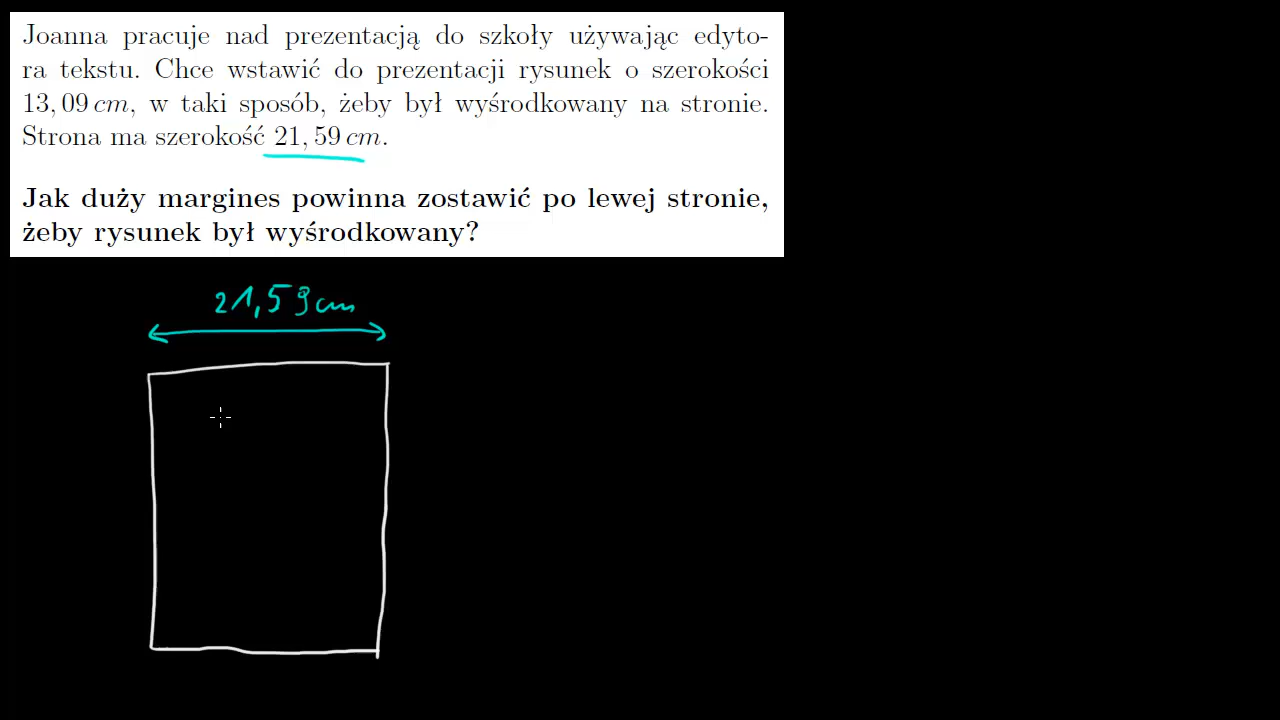 Joanna pracuje nad prezentacją do szkoły używając edyto-
ra tekstu. Chce wstawić do prezentacji rysunek o szerokości
13, 09 cm, w taki sposób, żeby był wyśrodkowany na stronie.
Strona ma szerokość 21, 59 cm.
Jak duży margines powinna zostawić po lewej stronie,
żeby rysunek był wyśrodkowany?
21,59cm